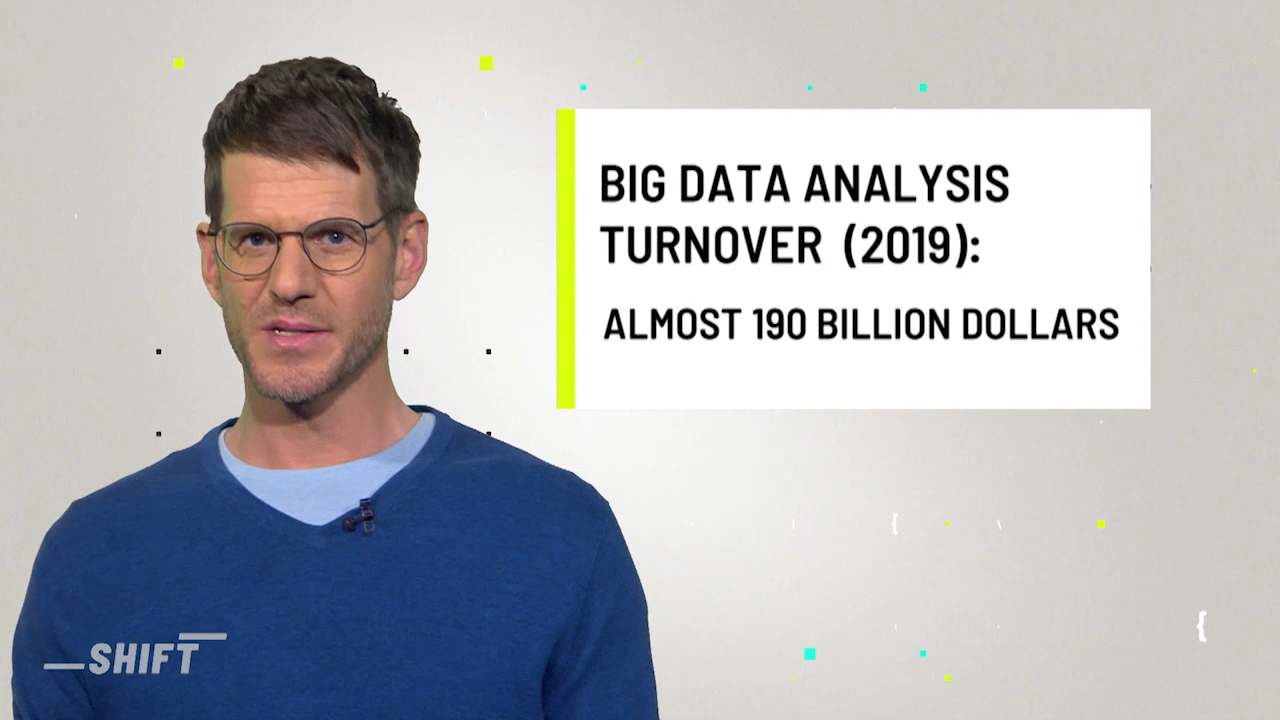 BIG DATA ANALYSIS
TURNOVER (2019):
ALMOST 190 BILLION DOLLARS
SHIFT